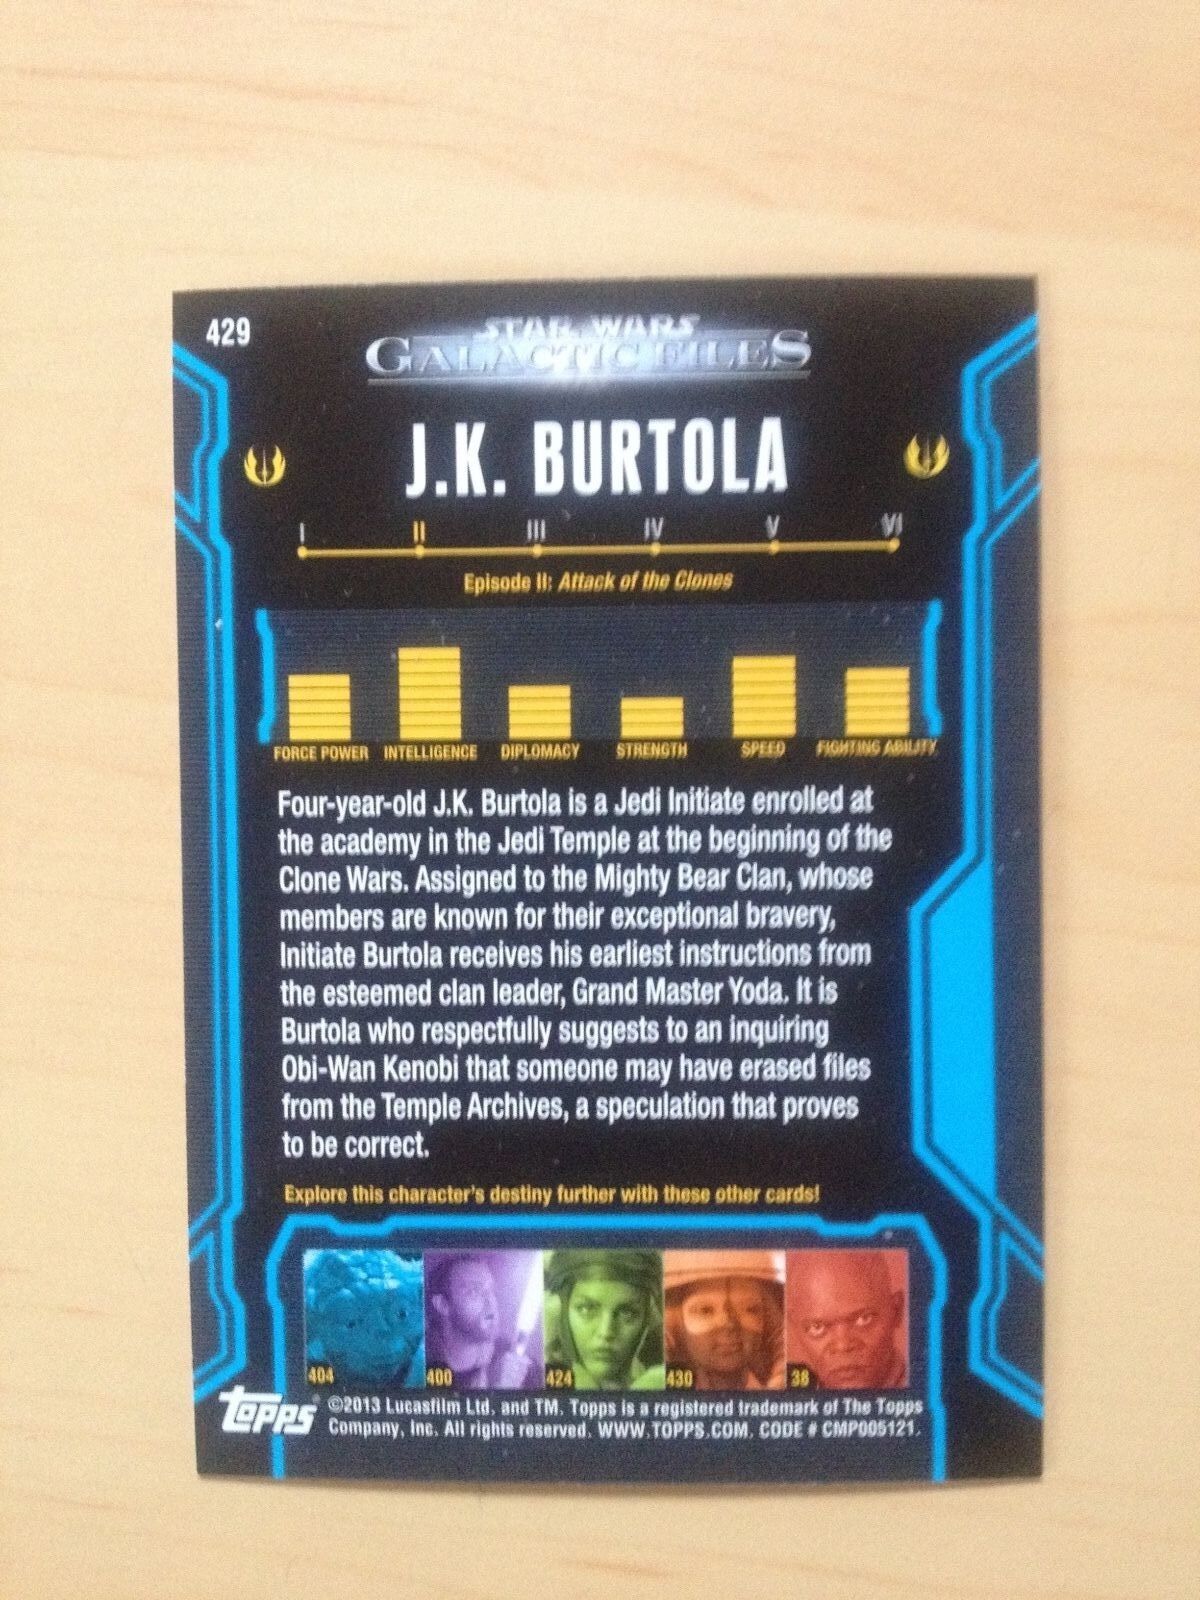 429
STAR WARS
GALACTIC FILES
J.K. BURTOLA
I II III IV V VI
Episode II: Attack of the Clones
FORCE POWER INTELLIGENCE DIPLOMACY STRENGTH SPEED FIGHTING ABILITY
Four-year-old J.K. Burtola is a Jedi Initiate enrolled at
the academy in the Jedi Temple at the beginning of the
Clone Wars. Assigned to the Mighty Bear Clan, whose
members are known for their exceptional bravery,
Initiate Burtola receives his earliest instructions from
the esteemed clan leader, Grand Master Yoda. It is
Burtola who respectfully suggests to an inquiring
Obi-Wan Kenobi that someone may have erased files
from the Temple Archives, a speculation that proves
to be correct.
Explore this character's destiny further with these other cards!
404 400 424 430 38
topps ® ©2013 Lucasfilm Ltd. and TM. Topps is a registered trademark of The Topps
Company, Inc. All rights reserved. WWW.TOPPS.COM. CODE # CMP005121.